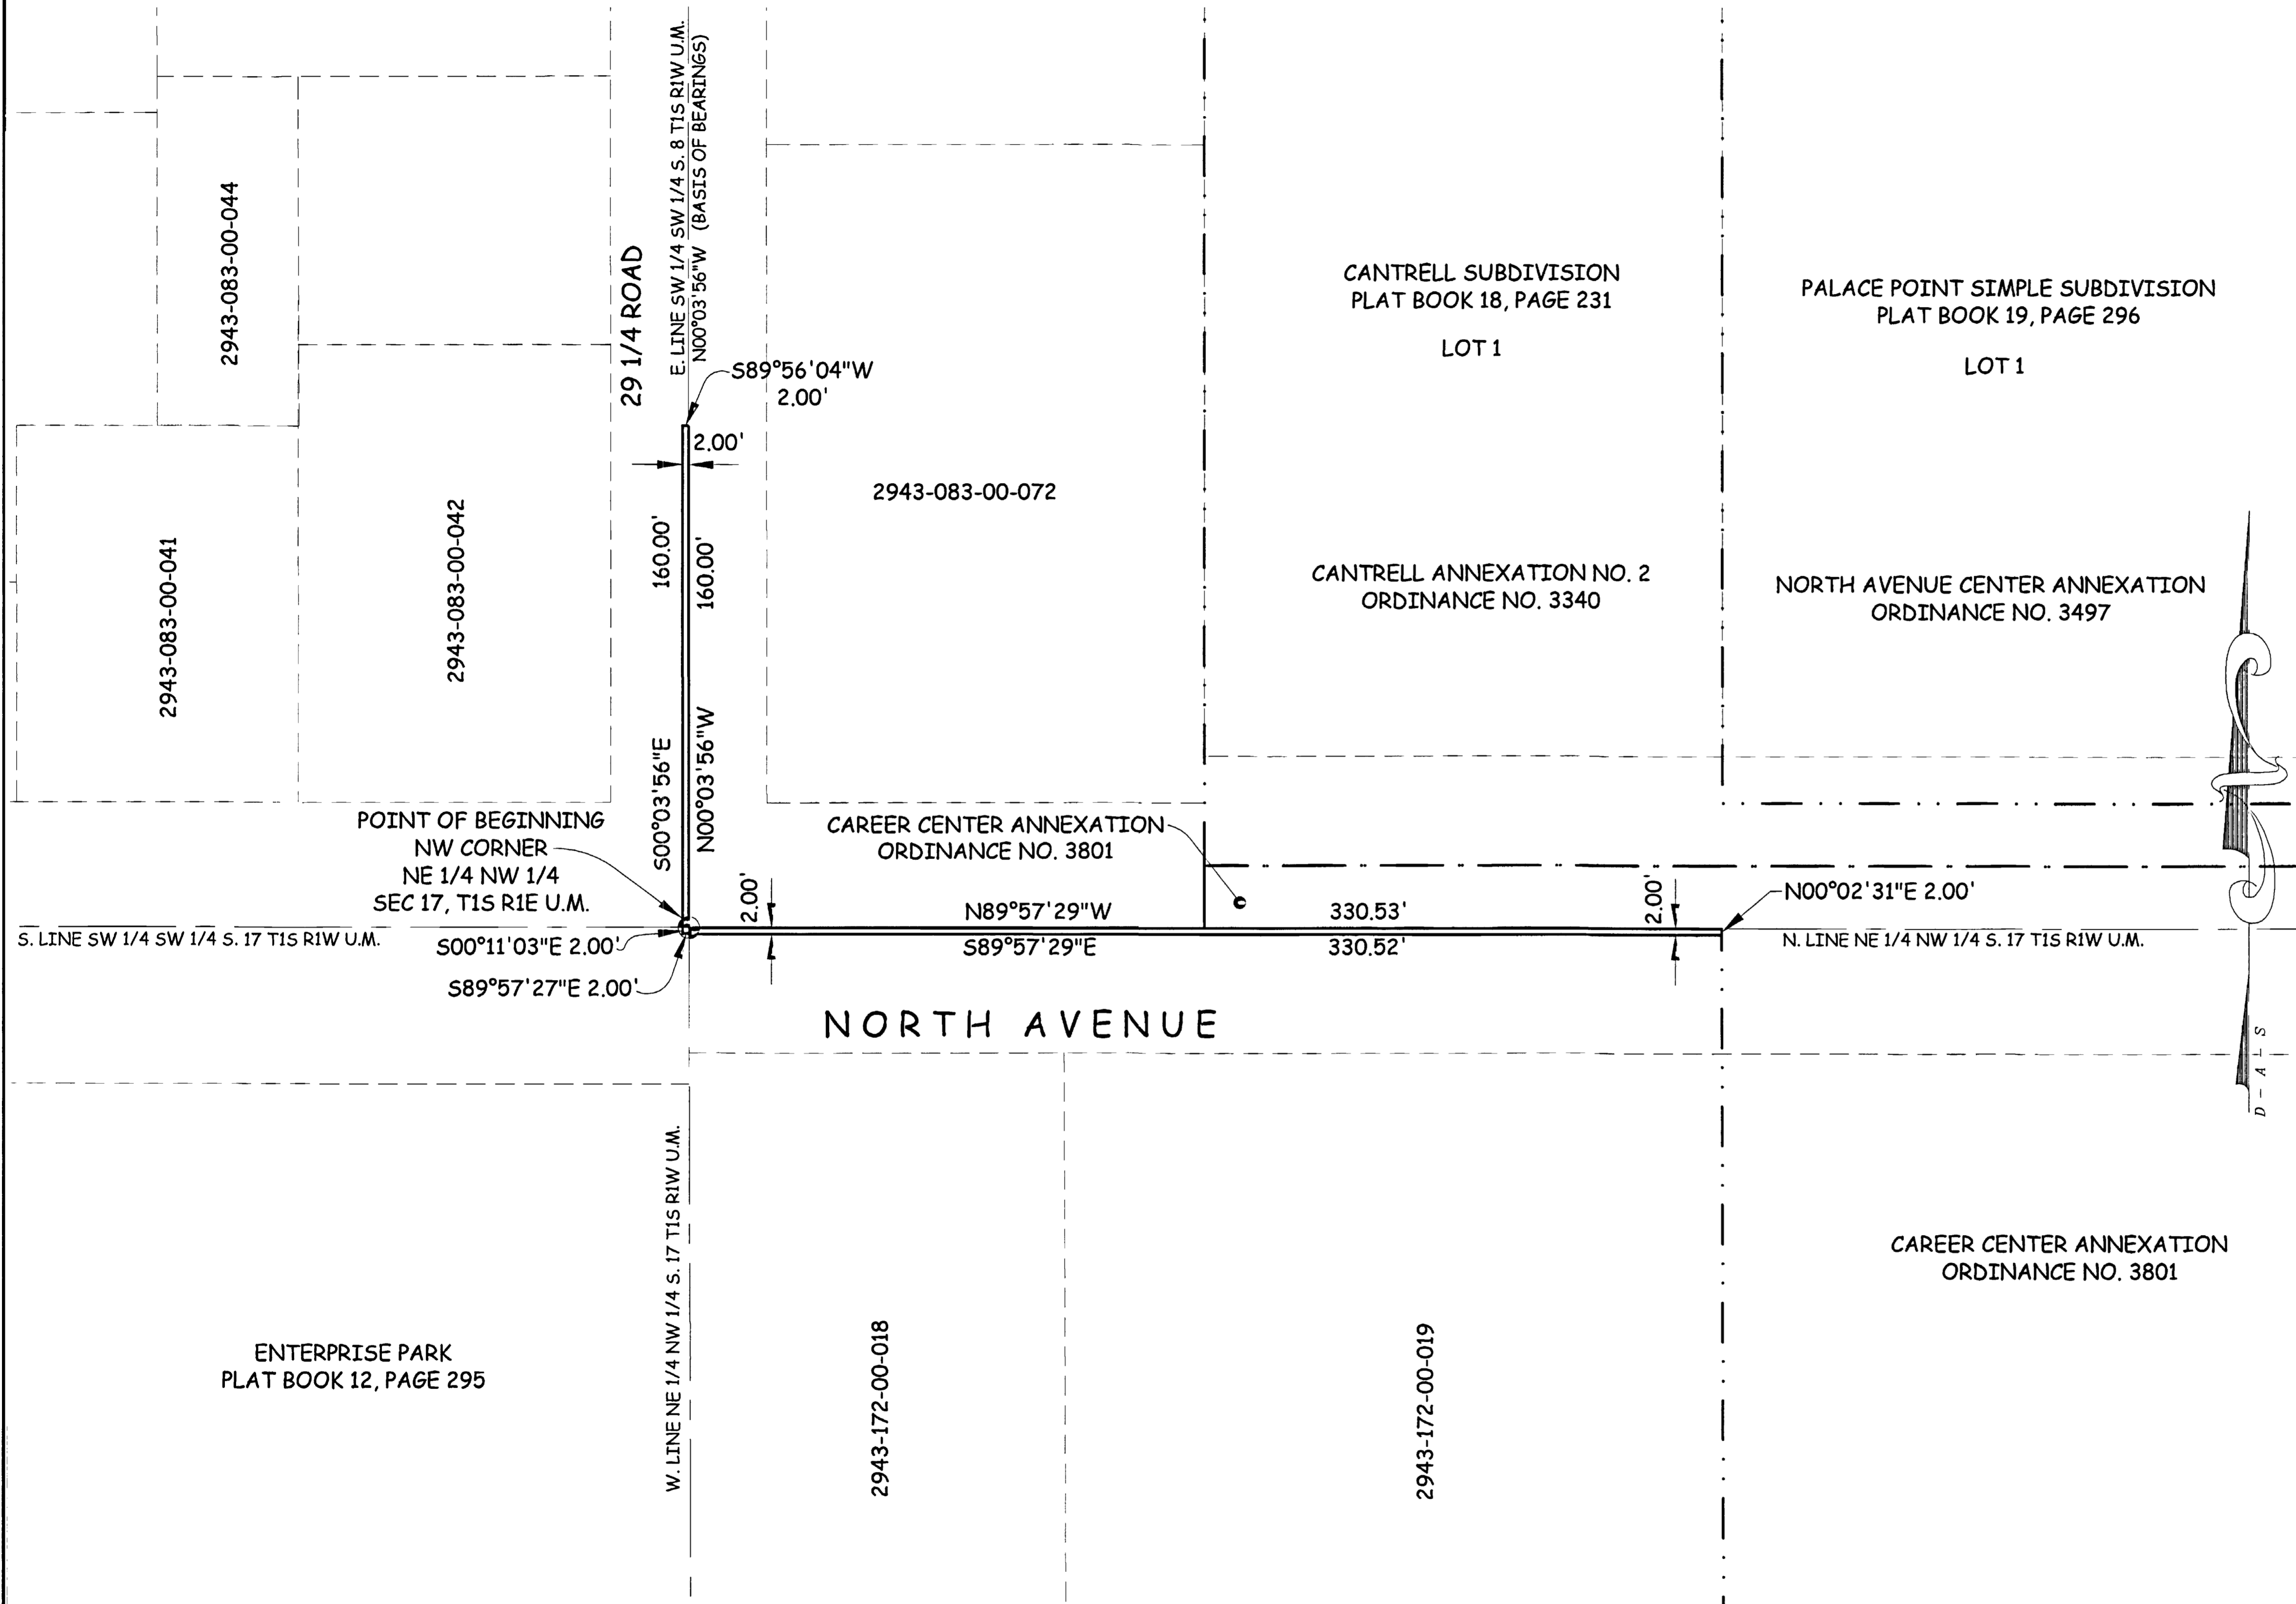 E. LINE SW 1/4 SW 1/4 S. 8 T1S R1W U.M.
N00°03'56"W (BASIS OF BEARINGS)
29 1/4 ROAD
2943-083-00-044
2943-083-00-041
2943-083-00-042
S89°56'04"W
2.00'
2.00'
160.00'
160.00'
S00°03'56"E
N00°03'56"W
2943-083-00-072
CANTRELL SUBDIVISION
PLAT BOOK 18, PAGE 231
LOT 1
PALACE POINT SIMPLE SUBDIVISION
PLAT BOOK 19, PAGE 296
LOT 1
CANTRELL ANNEXATION NO. 2
ORDINANCE NO. 3340
NORTH AVENUE CENTER ANNEXATION
ORDINANCE NO. 3497
POINT OF BEGINNING
NW CORNER
NE 1/4 NW 1/4
SEC 17, T1S R1E U.M.
CAREER CENTER ANNEXATION
ORDINANCE NO. 3801
2.00'
N89°57'29"W 330.53'
2.00'
N00°02'31"E 2.00'
S. LINE SW 1/4 SW 1/4 S. 17 T1S R1W U.M.
S00°11'03"E 2.00'
S89°57'29"E 330.52'
N. LINE NE 1/4 NW 1/4 S. 17 T1S R1W U.M.
S89°57'27"E 2.00'
NORTH AVENUE
D-A-S
W. LINE NE 1/4 NW 1/4 S. 17 T1S R1W U.M.
CAREER CENTER ANNEXATION
ORDINANCE NO. 3801
ENTERPRISE PARK
PLAT BOOK 12, PAGE 295
2943-172-00-018
2943-172-00-019